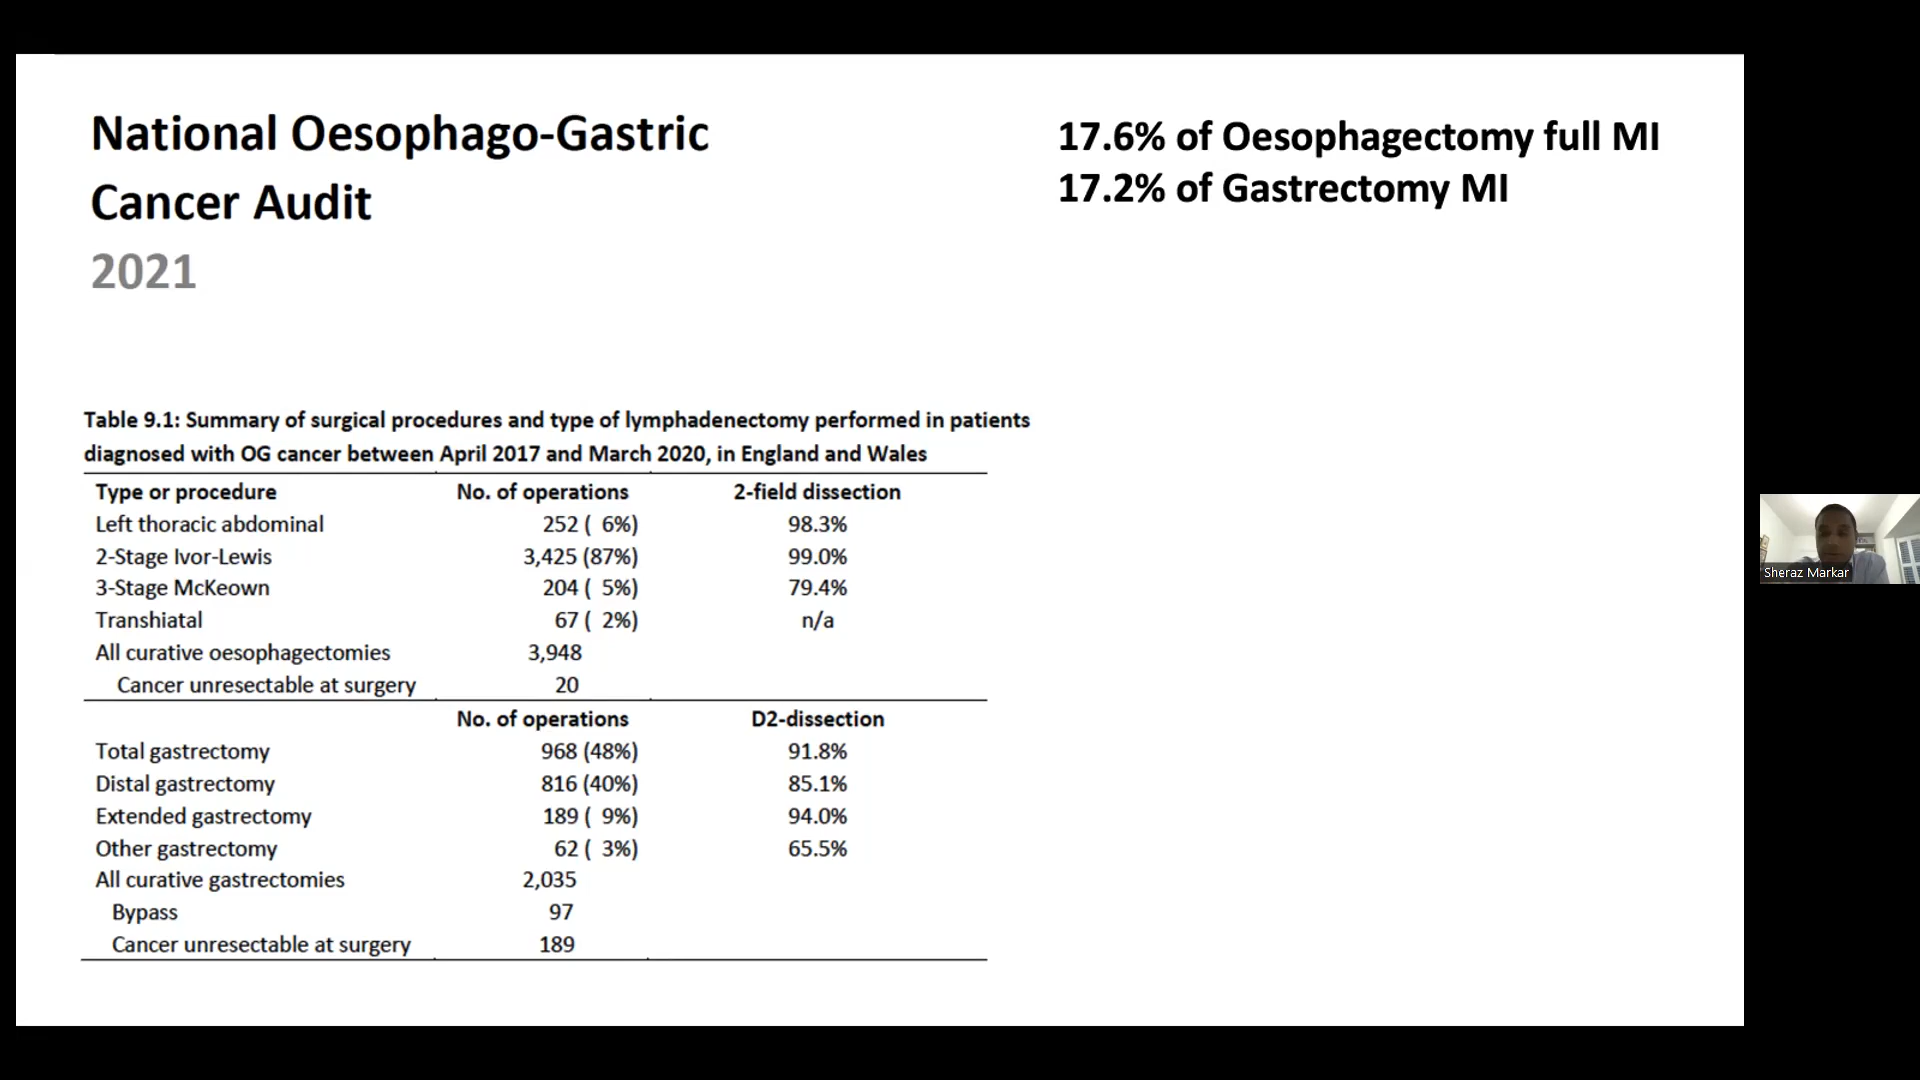 National Oesophago-Gastric
Cancer Audit
2021
17.6% of Oesophagectomy full MI
17.2% of Gastrectomy MI
Table 9.1: Summary of surgical procedures and type of lymphadenectomy performed in patients
diagnosed with OG cancer between April 2017 and March 2020, in England and Wales
Type or procedure No. of operations 2-field dissection
Left thoracic abdominal 252 ( 6%) 98.3%
2-Stage Ivor-Lewis 3,425 (87%) 99.0%
3-Stage McKeown 204 ( 5%) 79.4%
Transhiatal 67 ( 2%) n/a
All curative oesophagectomies 3,948
Cancer unresectable at surgery 20
No. of operations D2-dissection
Total gastrectomy 968 (48%) 91.8%
Distal gastrectomy 816 (40%) 85.1%
Extended gastrectomy 189 ( 9%) 94.0%
Other gastrectomy 62 ( 3%) 65.5%
All curative gastrectomies 2,035
Bypass 97
Cancer unresectable at surgery 189
Sheraz Markar